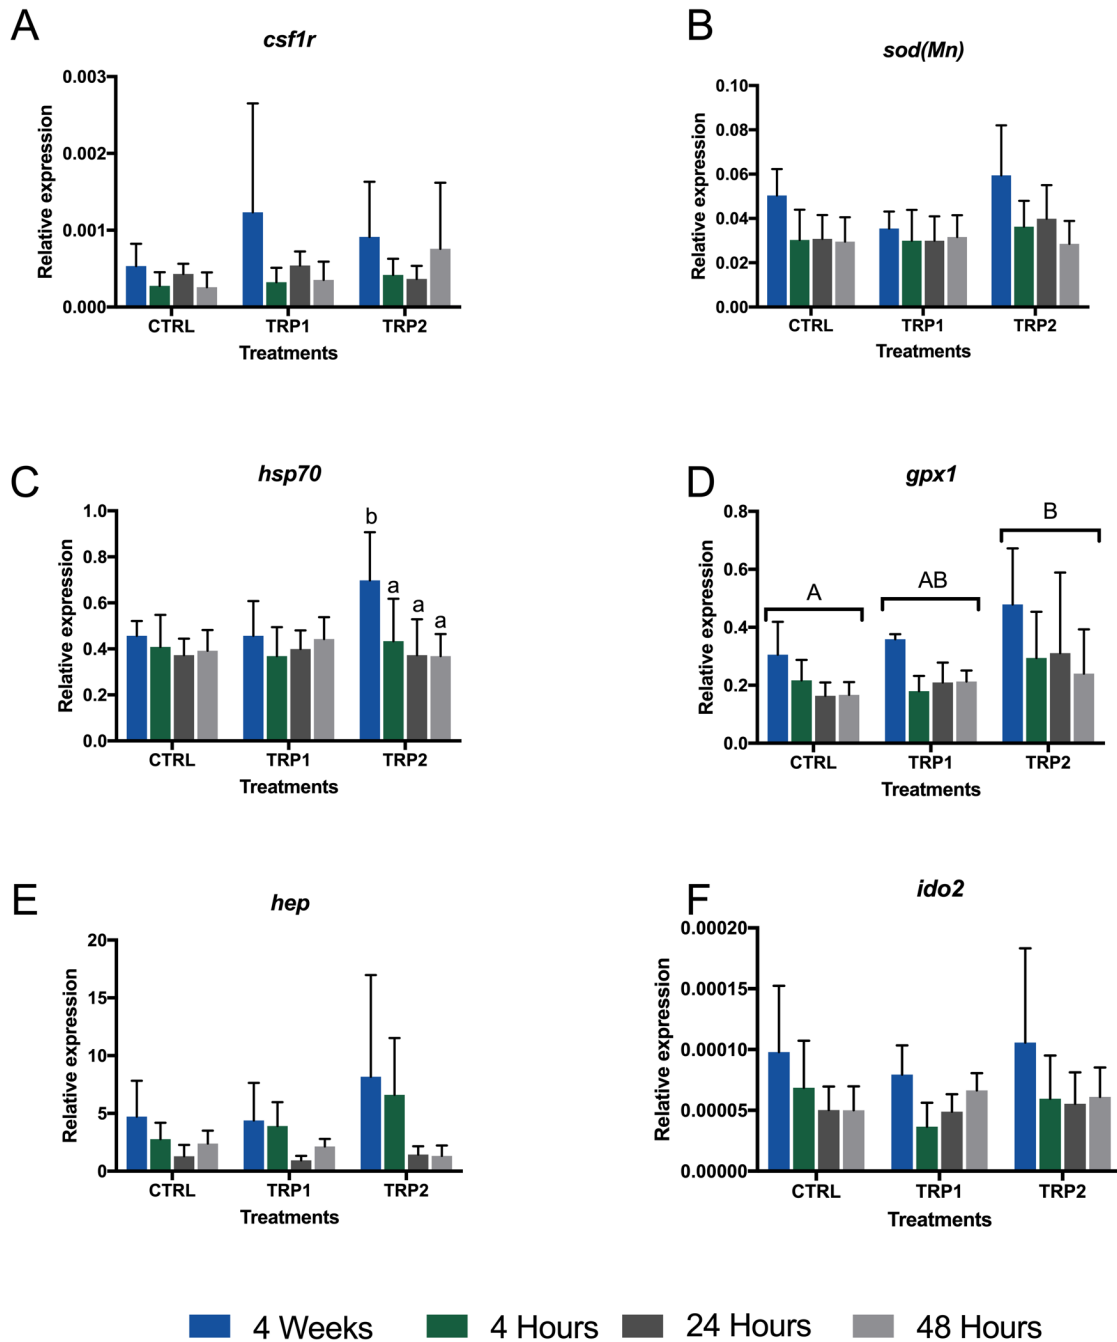 A
csf1r
Relative expression
0.003
0.002
0.001
0.000
CTRL
TRP1
TRP2
Treatments
B
sod(Mn)
Relative expression
0.10
0.08
0.06
0.04
0.02
0.00
CTRL
TRP1
TRP2
Treatments
C
hsp70
Relative expression
1.0
0.8
0.6
0.4
0.2
0.0
b
a
a
a
CTRL
TRP1
TRP2
Treatments
D
gpx1
Relative expression
0.8
0.6
0.4
0.2
0.0
A
AB
B
CTRL
TRP1
TRP2
Treatments
E
hep
Relative expression
20
15
10
5
0
CTRL
TRP1
TRP2
Treatments
F
ido2
Relative expression
0.00020
0.00015
0.00010
0.00005
0.00000
CTRL
TRP1
TRP2
Treatments
4 Weeks
4 Hours
24 Hours
48 Hours